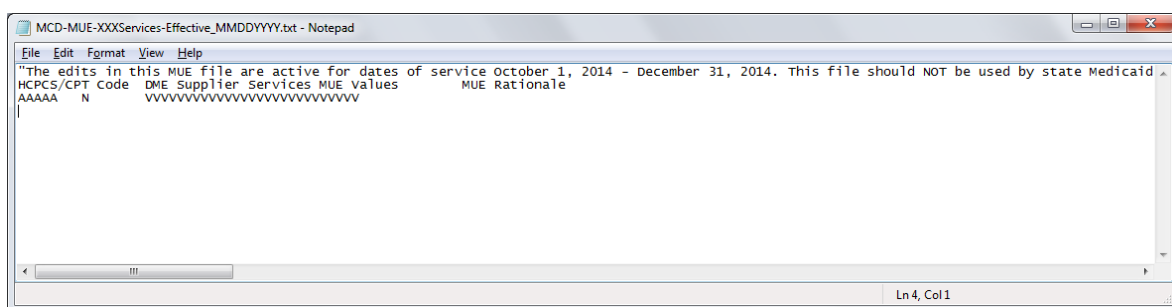 MCD-MUE-XXXServices-Effective_MMDDYYYY.txt - Notepad
File Edit Format View Help
"The edits in this MUE file are active for dates of service October 1, 2014 - December 31, 2014. This file should NOT be used by state Medicaid
HCPCS/CPT Code DME Supplier Services MUE Values MUE Rationale
AAAAA N VVVVVVVVVVVVVVVVVVVVVVVVVVV
Ln 4, Col 1